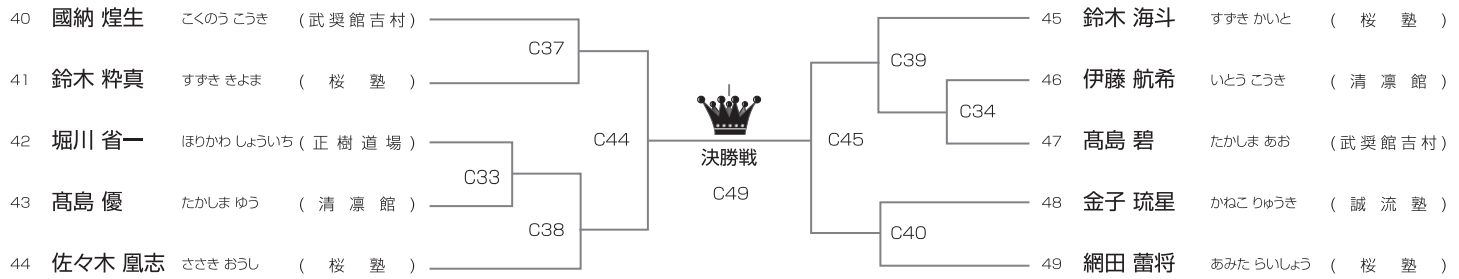 40 國納 煌生 こくのう こうき (武奨館吉村)
C37
41 鈴木 粋真 すずき きよま (桜塾)
42 堀川 省一 ほりかわ しょういち (正樹道場)
C33
43 髙島 優 たかしま ゆう (清凛館)
C38
44 佐々木 凰志 ささき おうし (桜塾)
C44
決勝戦
C49
C45
45 鈴木 海斗 すずき かいと (桜塾)
C39
46 伊藤 航希 いとう こうき (清凛館)
C34
47 髙島 碧 たかしま あお (武奨館吉村)
48 金子 琉星 かねこ りゅうき (誠流塾)
C40
49 網田 蕾将 あみた らいしょう (桜塾)